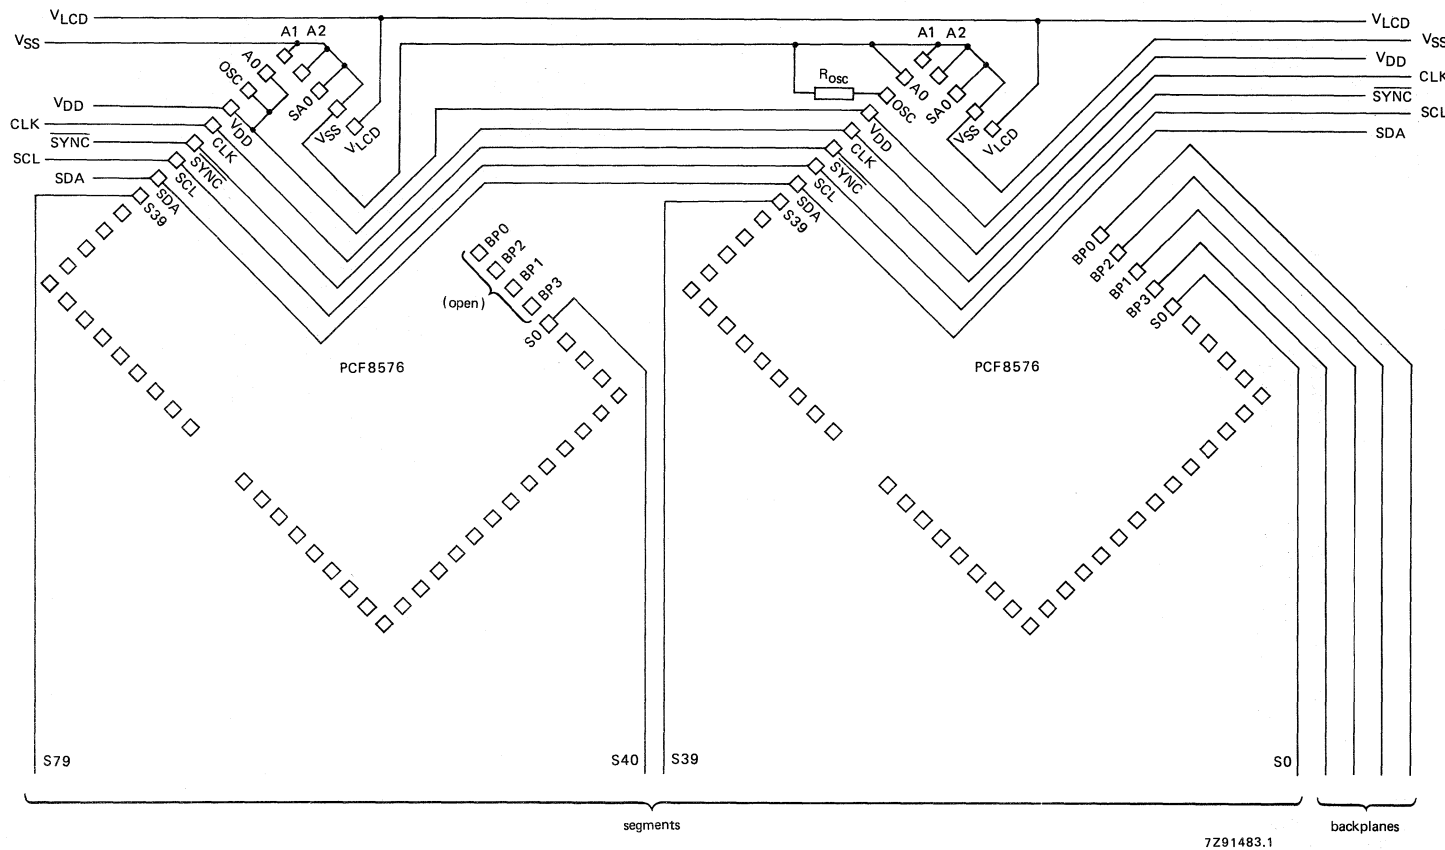 VLCD
VSS
A1 A2
A0
OSC
SA0
VSS
VLCD
VDD
CLK
SYNC
SCL
SDA
VDD
CLK
SYNC
SCL
SDA
S39
BP0
BP2
BP1
BP3
(open)
S0
PCF8576
S79
S40
A1 A2
ROSC
A0
OSC
SA0
VSS
VLCD
VDD
CLK
SYNC
SCL
SDA
S39
VLCD
VSS
VDD
CLK
SYNC
SCL
SDA
BP0
BP2
BP1
BP3
S0
PCF8576
S39
S0
segments
backplanes
7Z91483.1